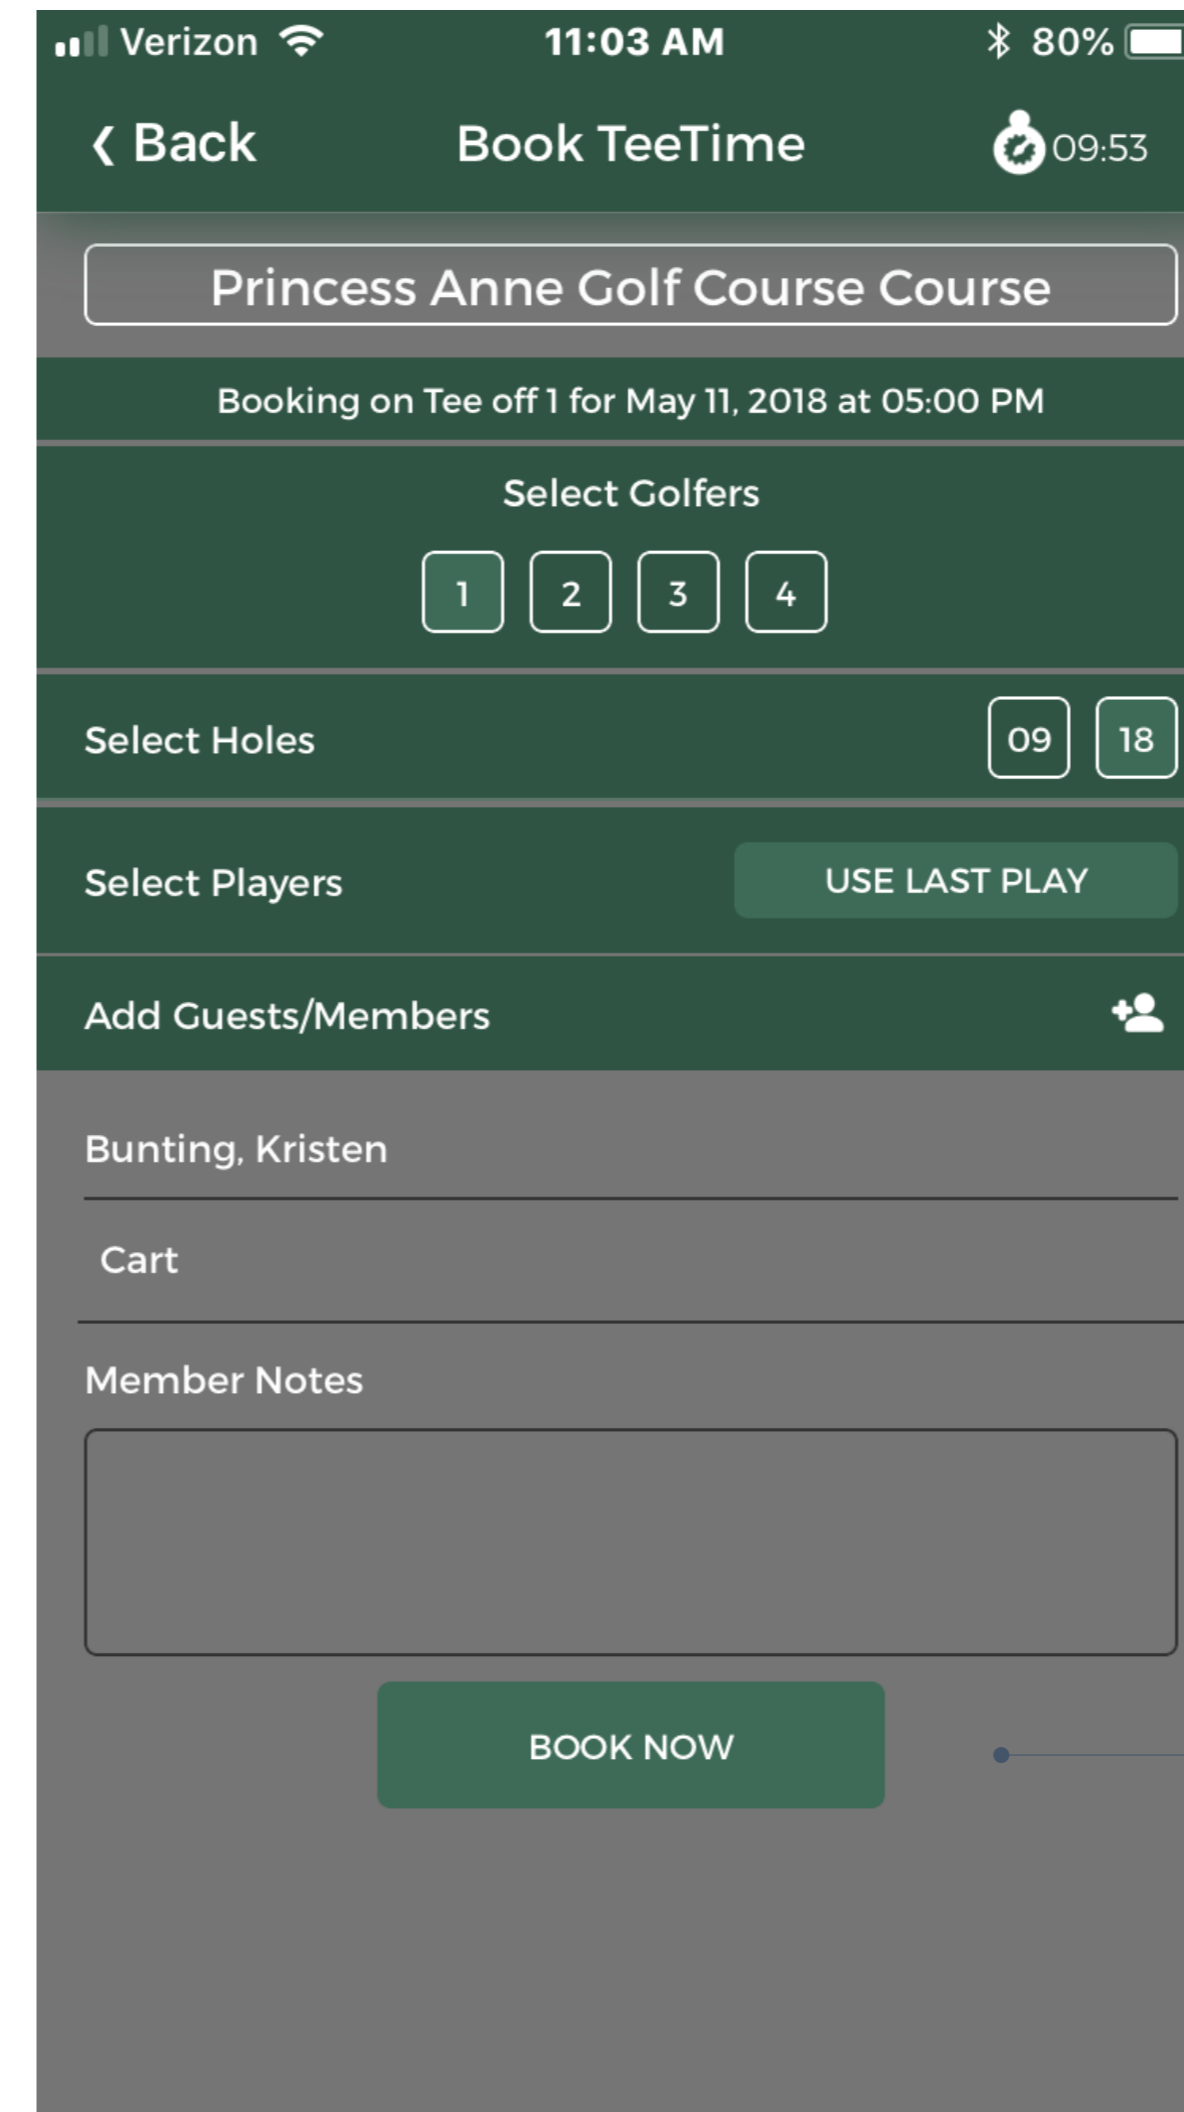 Verizon 11:03 AM 80%
Back Book TeeTime 09:53
Princess Anne Golf Course Course
Booking on Tee off 1 for May 11, 2018 at 05:00 PM
Select Golfers
1 2 3 4
Select Holes 09 18
Select Players USE LAST PLAY
Add Guests/Members
Bunting, Kristen
Cart
Member Notes
BOOK NOW